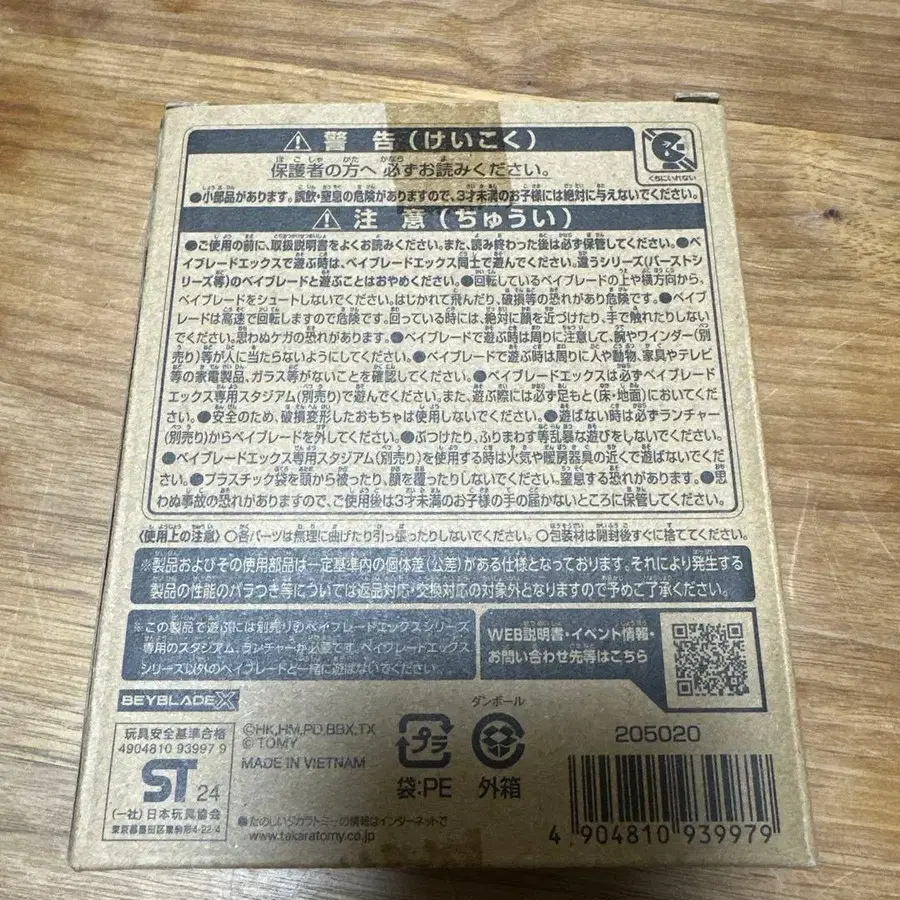 警告(けいこく)
保護者の方へ 必ずお読みください。
くちにいれない
●小部品があります。誤飲・窒息の危険がありますので、3才未満のお子様には絶対に与えないでください。
注意(ちゅうい)
●ご使用の前に、取扱説明書をよくお読みください。また、読み終わった後は必ず保管してください。●ベ
イブレードエックスで遊ぶ時は、ベイブレードエックス同士で遊んでください。違うシリーズ(バーストシ
リーズ等)のベイブレードと遊ぶことはおやめください。●回転しているベイブレードの上や横方向から、
ベイブレードをシュートしないでください。はじかれて飛んだり、破損等の恐れがあり危険です。●ベイブ
レードは高速で回転しますので危険です。回っている時には、絶対に顔を近づけたり、手で触れたりしない
でください。思わぬケガの恐れがあります。●ベイブレードで遊ぶ時は周りに注意して、腕やワインダー(別
売り)等が人に当たらないようにしてください。●ベイブレードで遊ぶ時は周りに人や動物、家具やテレビ
等の家電製品、ガラス等がないことを確認してください。●ベイブレードエックスは必ずベイブレード
エックス専用スタジアム(別売り)で遊んでください。また、遊ぶ際には必ず足もと(床・地面)においてくだ
さい。●安全のため、破損変形したおもちゃは使用しないでください。●遊ばない時は必ずランチャー
(別売り)からベイブレードを外してください。●ぶつけたり、ふりまわす等乱暴な遊びをしないでください。
●ベイブレードエックス専用スタジアム(別売り)を使用する時は火気や暖房器具の近くで遊ばないでくだ
さい。●プラスチック袋を頭から被ったり、顔を覆ったりしないでください。窒息する恐れがあります。●思
わぬ事故の恐れがありますので、ご使用後は3才未満のお子様の手の届かないところに保管してください。
〈使用上の注意〉○各パーツは無理に曲げたり引っ張ったりしないでください。○包装材は開封後すぐに捨ててください。
※製品およびその使用部品は一定基準内の個体差(公差)がある仕様となっております。それにより発生する
製品の性能のバラつき等については返品対応・交換対応の対象外となりますので予めご了承ください。
※この製品で遊ぶには別売りのベイブレードエックスシリーズ
専用のスタジアム、ランチャーが必要です。ベイブレードエックス
シリーズ以外のベイブレードと一緒に遊ばないでください。
WEB説明書・イベント情報・
お問い合わせ先等はこちら
BEYBLADE X
玩具安全基準合格
4904810 93997 9
ST 24
(一社)日本玩具協会
東京都墨田区東駒形4-22-4
©HK,HM,PD,BBX,TX
©TOMY
MADE IN VIETNAM
プラ
袋:PE
ダンボール
外箱
205020
●たのしいタカラトミーの情報はインターネットで
www.takaratomy.co.jp
4 904810 939979